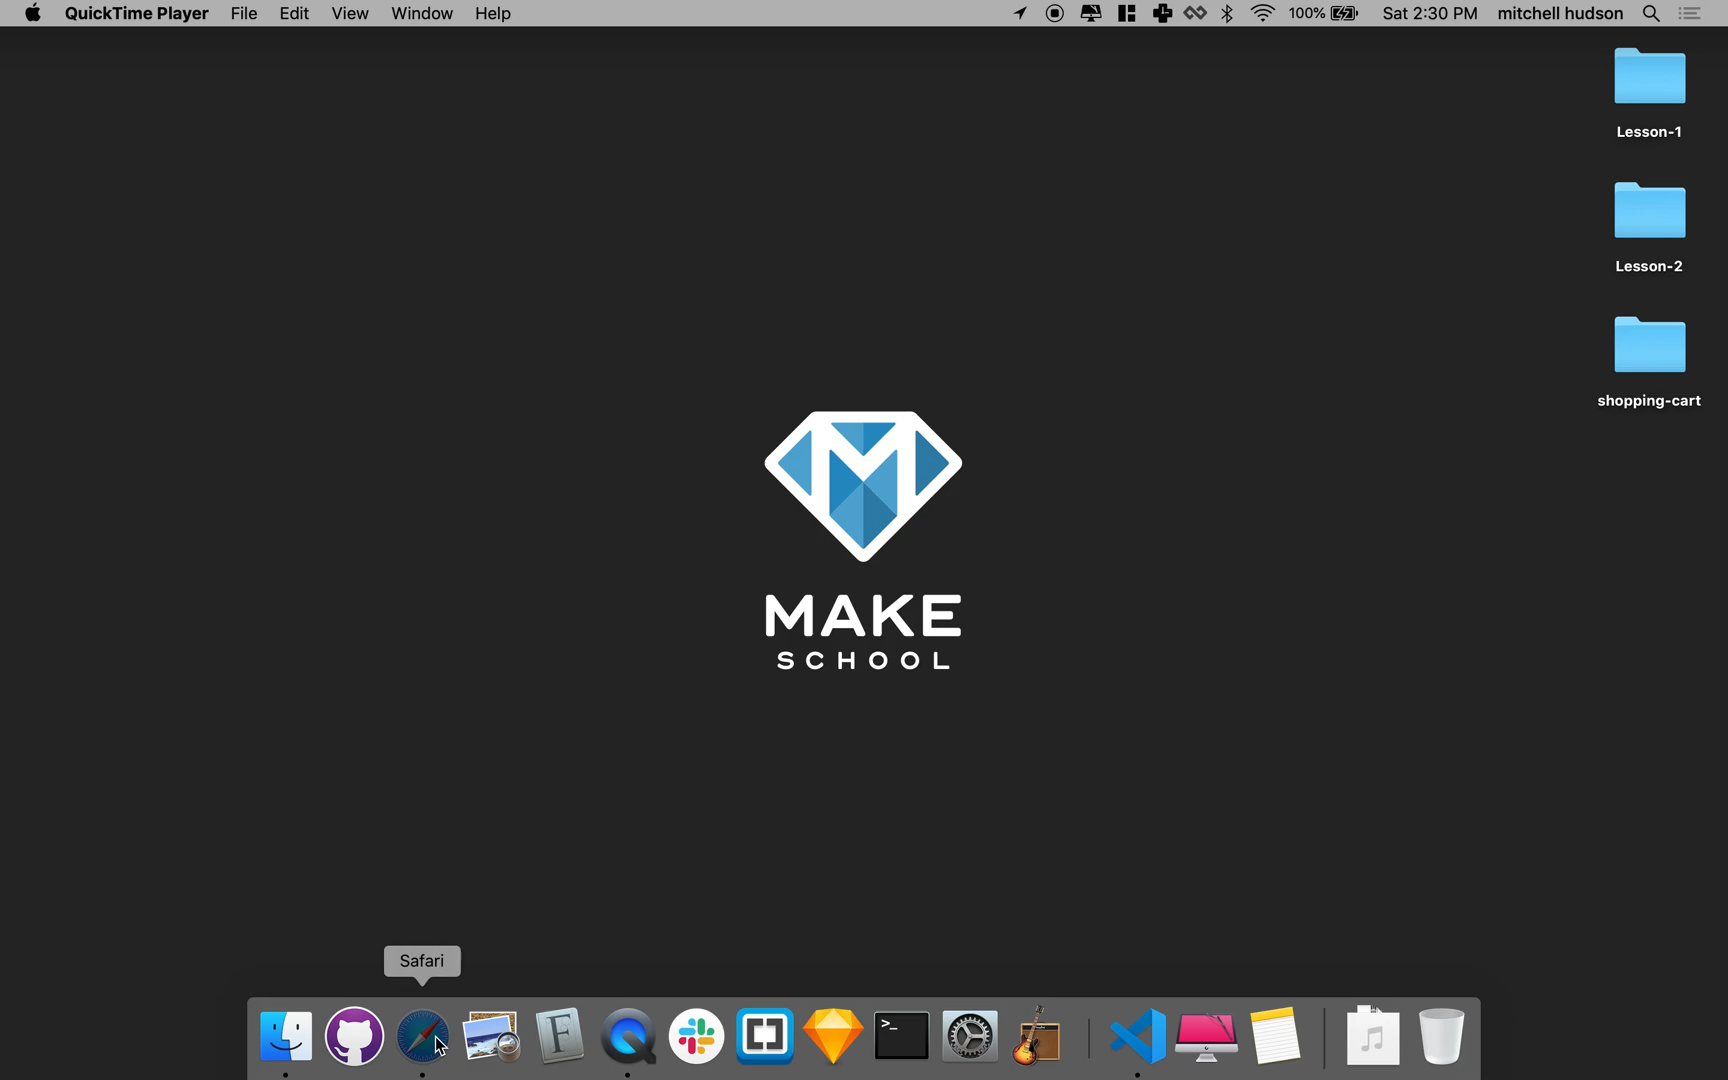 QuickTime Player File Edit View Window Help 100% Sat 2:30 PM mitchell hudson
Lesson-1
Lesson-2
shopping-cart
MAKE
SCHOOL
Safari
F
>_